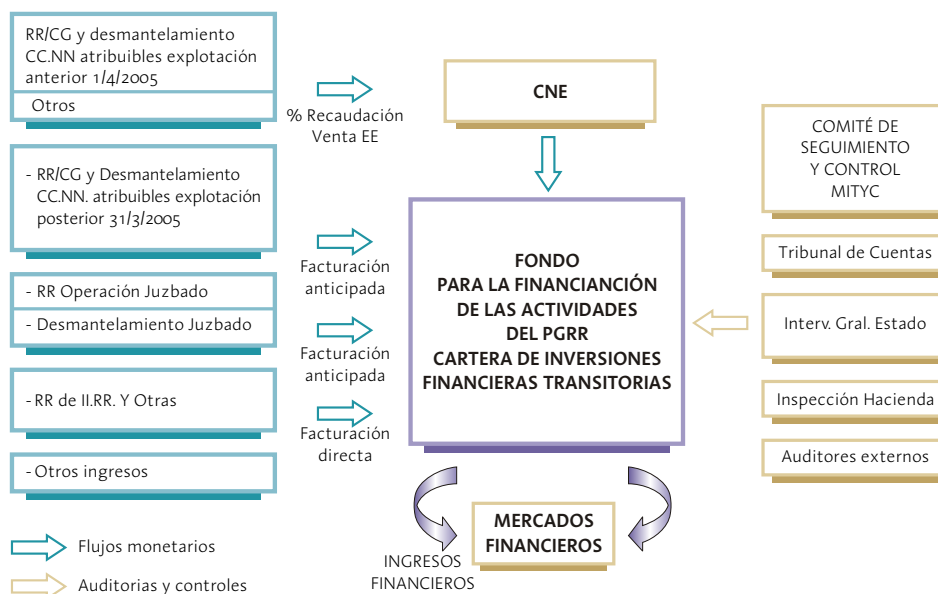 RR/CG y desmantelamiento
CC.NN atribuibles explotación
anterior 1/4/2005
Otros
% Recaudación
Venta EE
CNE
- RR/CG y Desmantelamiento
CC.NN. atribuibles explotación
posterior 31/3/2005
Facturación
anticipada
- RR Operación Juzbado
- Desmantelamiento Juzbado
Facturación
anticipada
- RR de II.RR. Y Otras
Facturación
directa
- Otros ingresos
FONDO
PARA LA FINANCIANCIÓN
DE LAS ACTIVIDADES
DEL PGRR
CARTERA DE INVERSIONES
FINANCIERAS TRANSITORIAS
COMITÉ DE
SEGUIMIENTO
Y CONTROL
MITYC
Tribunal de Cuentas
Interv. Gral. Estado
Inspección Hacienda
Auditores externos
MERCADOS
FINANCIEROS
INGRESOS
FINANCIEROS
Flujos monetarios
Auditorias y controles